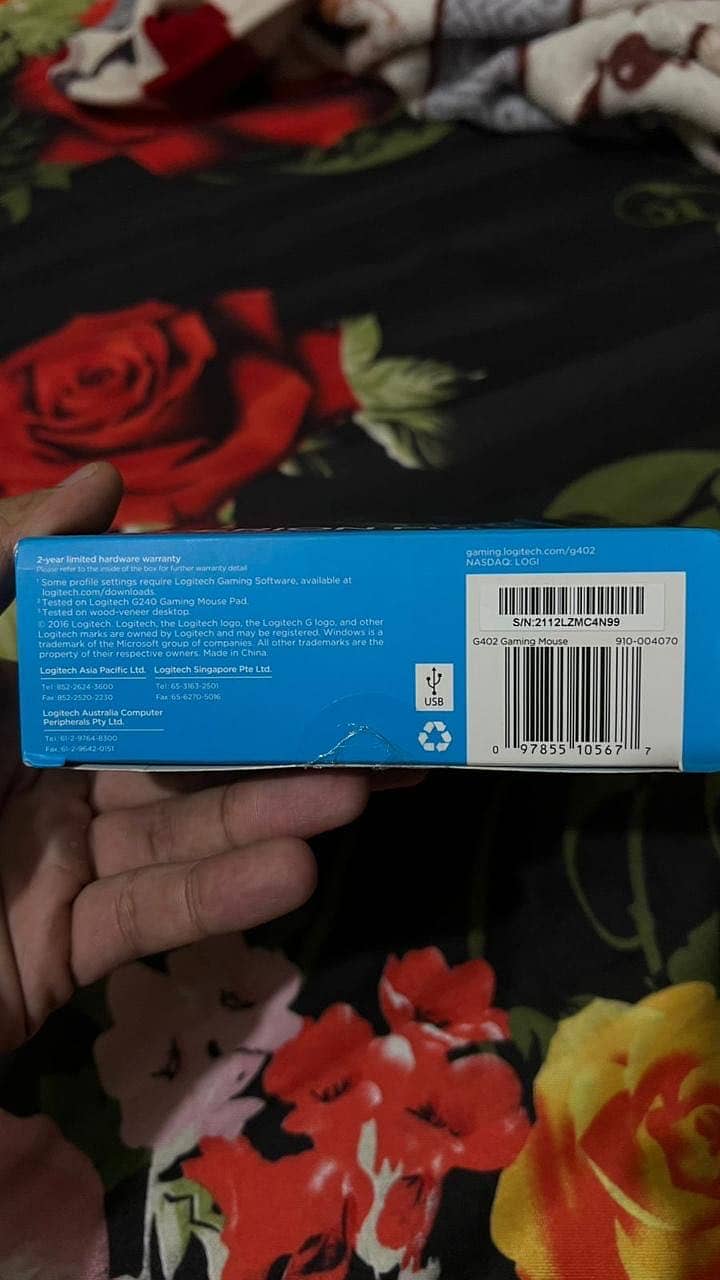 2-year limited hardware warranty
Please refer to the inside of the box for further warranty detail
¹ Some profile settings require Logitech Gaming Software, available at
logitech.com/downloads.
² Tested on Logitech G240 Gaming Mouse Pad.
³ Tested on wood-veneer desktop.
© 2016 Logitech. Logitech, the Logitech logo, the Logitech G logo, and other
Logitech marks are owned by Logitech and may be registered. Windows is a
trademark of the Microsoft group of companies. All other trademarks are the
property of their respective owners. Made in China.
Logitech Asia Pacific Ltd.
Tel:852-2624-3600
Fax:852-2520-2230
Logitech Singapore Pte Ltd.
Tel:65-3163-2501
Fax:65-6270-5016
Logitech Australia Computer
Peripherals Pty Ltd.
Tel:61-2-9764-8300
Fax:61-2-9642-0151
USB
gaming.logitech.com/g402
NASDAQ: LOGI
S/N:2112LZMC4N99
G402 Gaming Mouse 910-004070
0 97855 10567 7